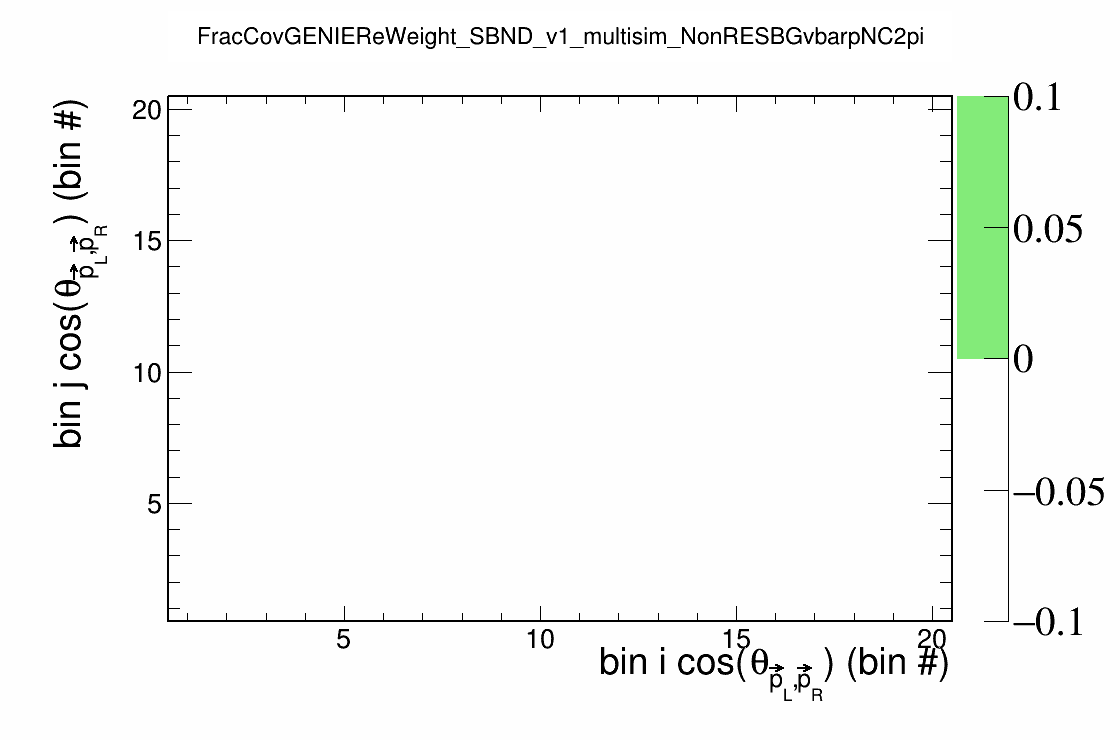 FracCovGENIEReWeight_SBND_v1_multisim_NonRESBGvbarpNC2pi
bin j cos(θp⃗L,p⃗R) (bin #)
20
15
10
5
5 10 15 20
bin i cos(θp⃗L,p⃗R) (bin #)
0.1
0.05
0
−0.05
−0.1